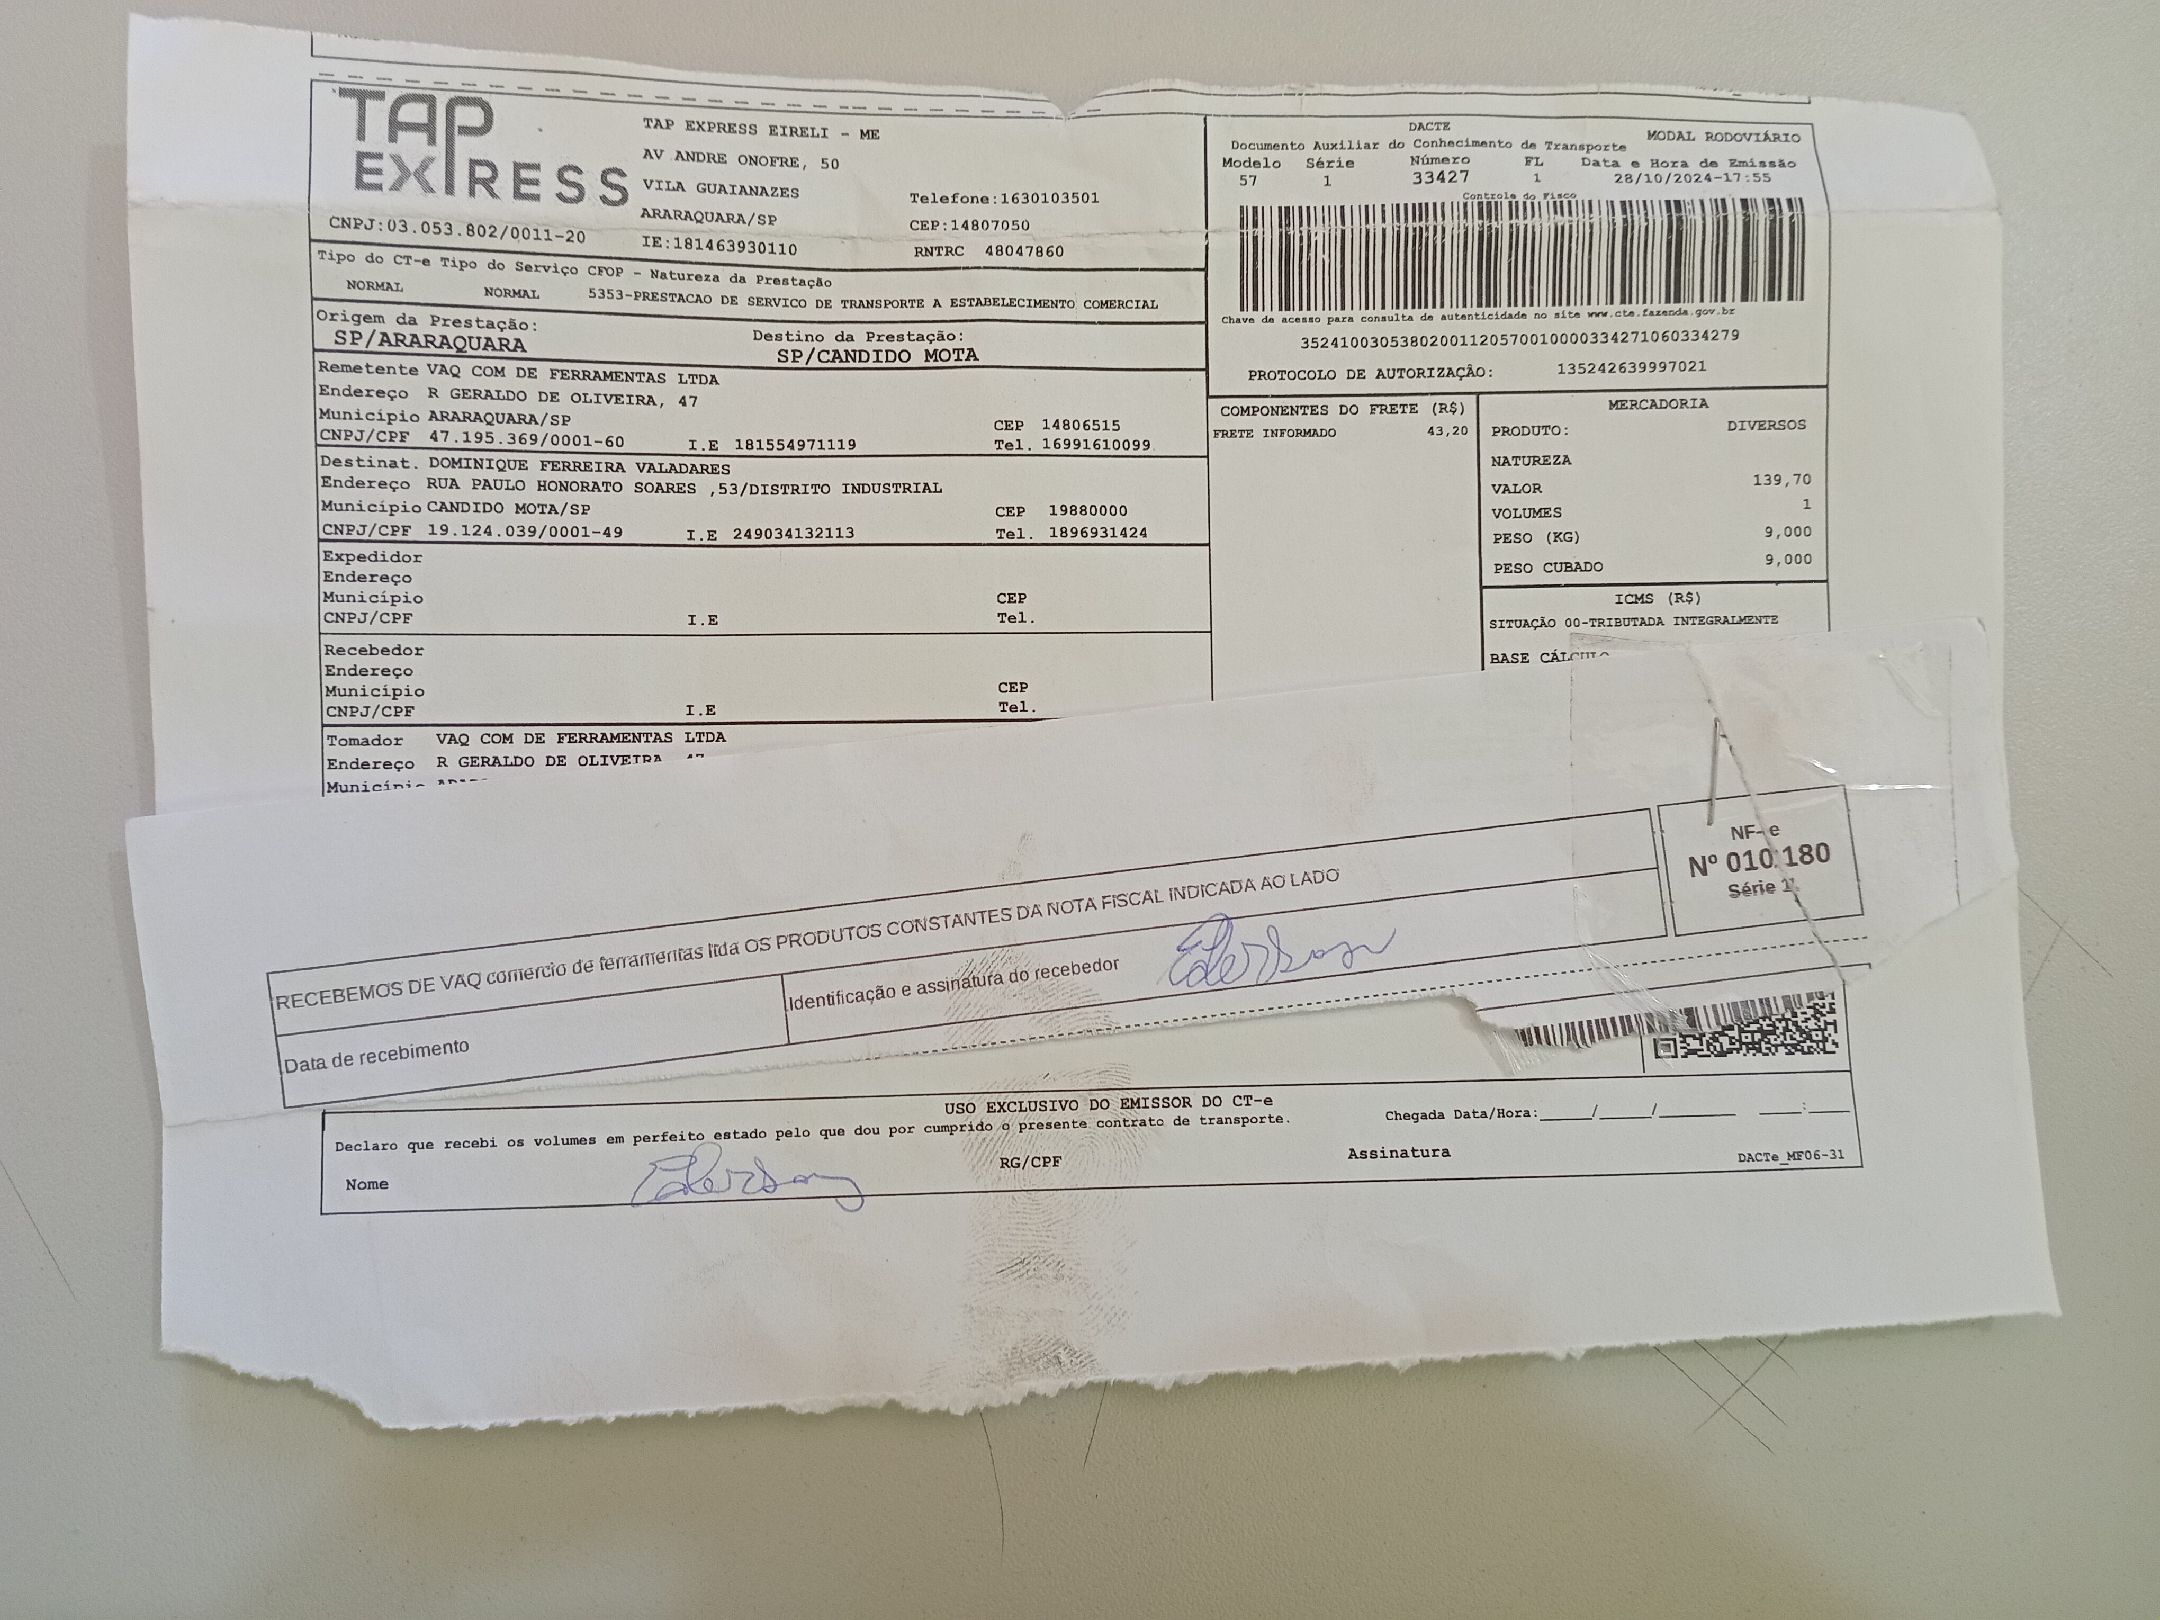 TAP
EXPRESS
TAP EXPRESS EIRELI - ME
AV ANDRE ONOFRE, 50
VILA GUAIANAZES
ARARAQUARA/SP
IE:181463930110
Telefone:1630103501
CEP:14807050
RNTRC 48047860
CNPJ:03.053.802/0011-20
DACTE
Documento Auxiliar do Conhecimento de Transporte
MODAL RODOVIÁRIO
Modelo Série Número FL Data e Hora de Emissão
57 1 33427 1 28/10/2024-17:55
Controle do Fisco
Chave de acesso para consulta de autenticidade no site www.cte.fazenda.gov.br
35241003053802001120570010000334271060334279
PROTOCOLO DE AUTORIZAÇÃO: 135242639997021
Tipo do CT-e Tipo do Serviço CFOP - Natureza da Prestação
NORMAL NORMAL 5353-PRESTACAO DE SERVICO DE TRANSPORTE A ESTABELECIMENTO COMERCIAL
Origem da Prestação: Destino da Prestação:
SP/ARARAQUARA SP/CANDIDO MOTA
Remetente VAQ COM DE FERRAMENTAS LTDA
Endereço R GERALDO DE OLIVEIRA, 47
Município ARARAQUARA/SP CEP 14806515
CNPJ/CPF 47.195.369/0001-60 I.E 181554971119 Tel. 16991610099
Destinat. DOMINIQUE FERREIRA VALADARES
Endereço RUA PAULO HONORATO SOARES ,53/DISTRITO INDUSTRIAL
Município CANDIDO MOTA/SP CEP 19880000
CNPJ/CPF 19.124.039/0001-49 I.E 249034132113 Tel. 1896931424
Expedidor
Endereço
Município CEP
CNPJ/CPF I.E Tel.
Recebedor
Endereço
Município CEP
CNPJ/CPF I.E Tel.
Tomador VAQ COM DE FERRAMENTAS LTDA
Endereço R GERALDO DE OLIVEIRA 47
Município
COMPONENTES DO FRETE (R$)
FRETE INFORMADO 43,20
MERCADORIA
PRODUTO: DIVERSOS
NATUREZA
VALOR 139,70
VOLUMES 1
PESO (KG) 9,000
PESO CUBADO 9,000
ICMS (R$)
SITUAÇÃO 00-TRIBUTADA INTEGRALMENTE
BASE CÁLCULO
RECEBEMOS DE VAQ comercio de ferramentas ltda OS PRODUTOS CONSTANTES DA NOTA FISCAL INDICADA AO LADO
Data de recebimento
Identificação e assinatura do recebedor Ederson
NF-e
Nº 010.180
Série 1
USO EXCLUSIVO DO EMISSOR DO CT-e
Declaro que recebi os volumes em perfeito estado pelo que dou por cumprido o presente contrato de transporte.
Chegada Data/Hora:_____/_____/_______ ____:____
Nome Ederson RG/CPF Assinatura
DACTe_MF06-31